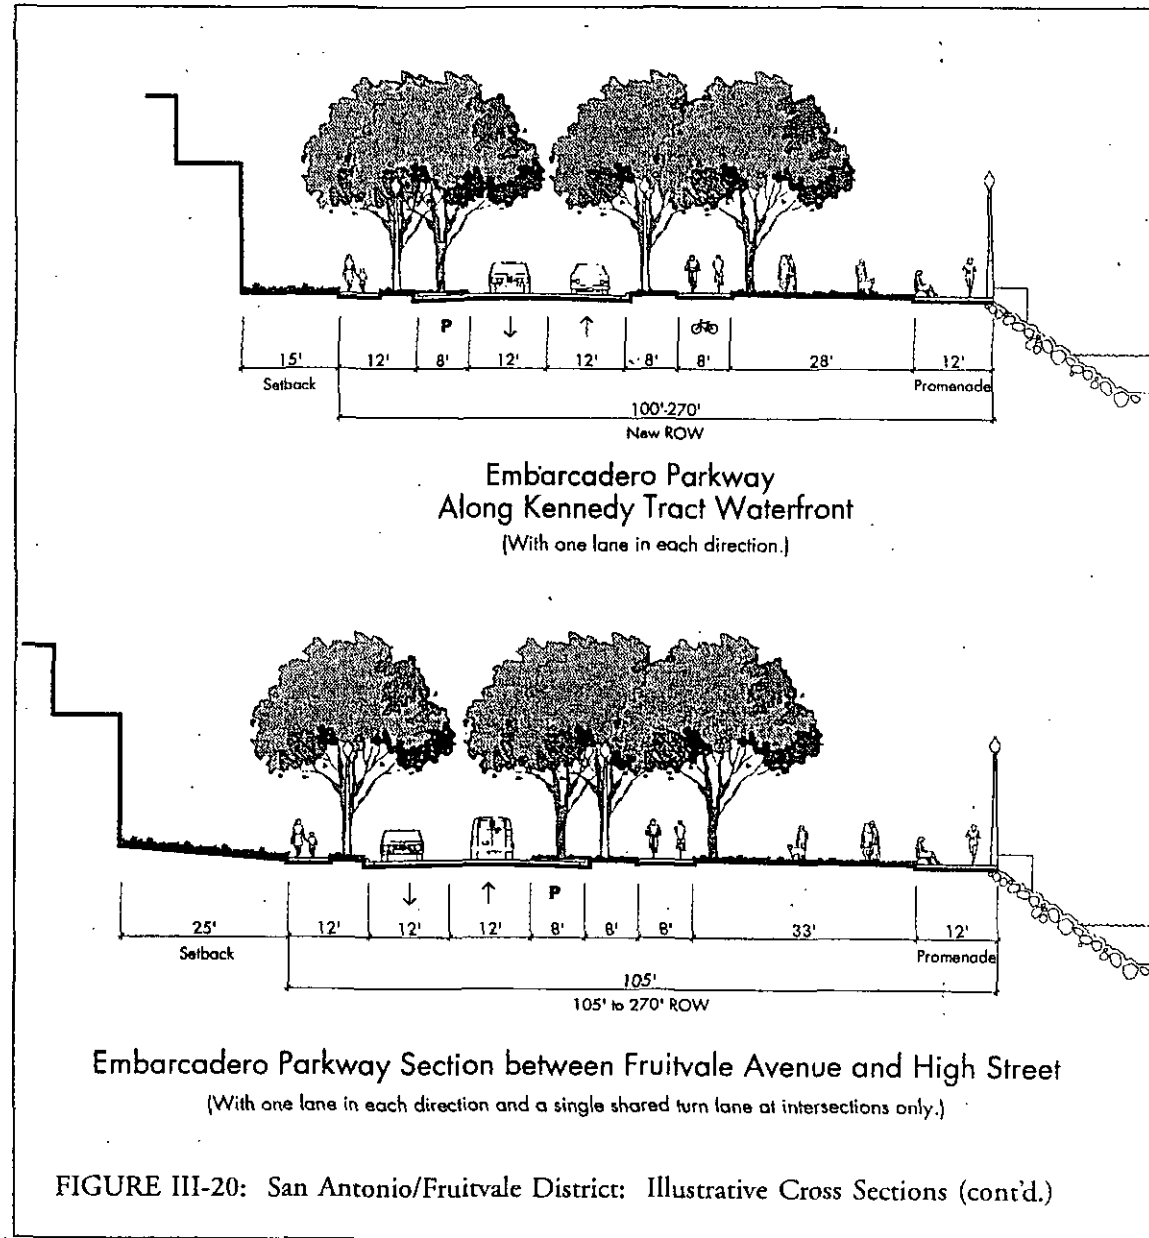 P ↓ ↑
15' 12' 8' 12' 12' 8' 8' 28' 12'
Setback Promenade
100'-270'
New ROW
Embarcadero Parkway
Along Kennedy Tract Waterfront
(With one lane in each direction.)
↓ ↑ P
25' 12' 12' 12' 8' 8' 8' 33' 12'
Setback Promenade
105'
105' to 270' ROW
Embarcadero Parkway Section between Fruitvale Avenue and High Street
(With one lane in each direction and a single shared turn lane at intersections only.)
FIGURE III-20: San Antonio/Fruitvale District: Illustrative Cross Sections (cont'd.)